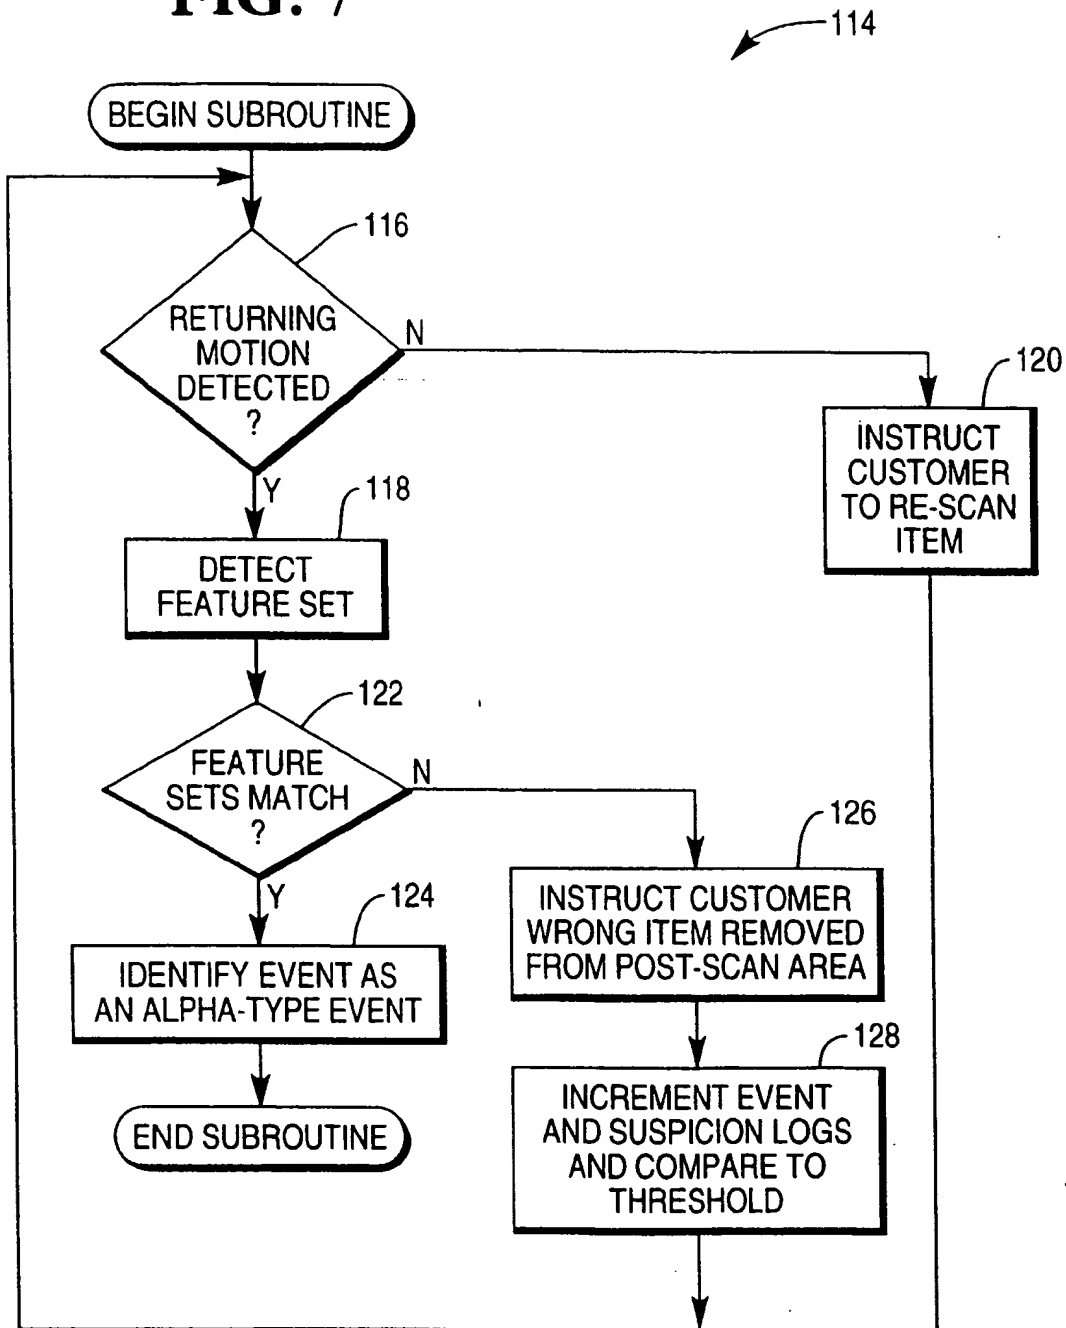 FIG. 7
114
BEGIN SUBROUTINE
116
RETURNING
MOTION
DETECTED
?
N
Y
120
INSTRUCT
CUSTOMER
TO RE-SCAN
ITEM
118
DETECT
FEATURE SET
122
FEATURE
SETS MATCH
?
N
Y
126
INSTRUCT CUSTOMER
WRONG ITEM REMOVED
FROM POST-SCAN AREA
124
IDENTIFY EVENT AS
AN ALPHA-TYPE EVENT
128
INCREMENT EVENT
AND SUSPICION LOGS
AND COMPARE TO
THRESHOLD
END SUBROUTINE